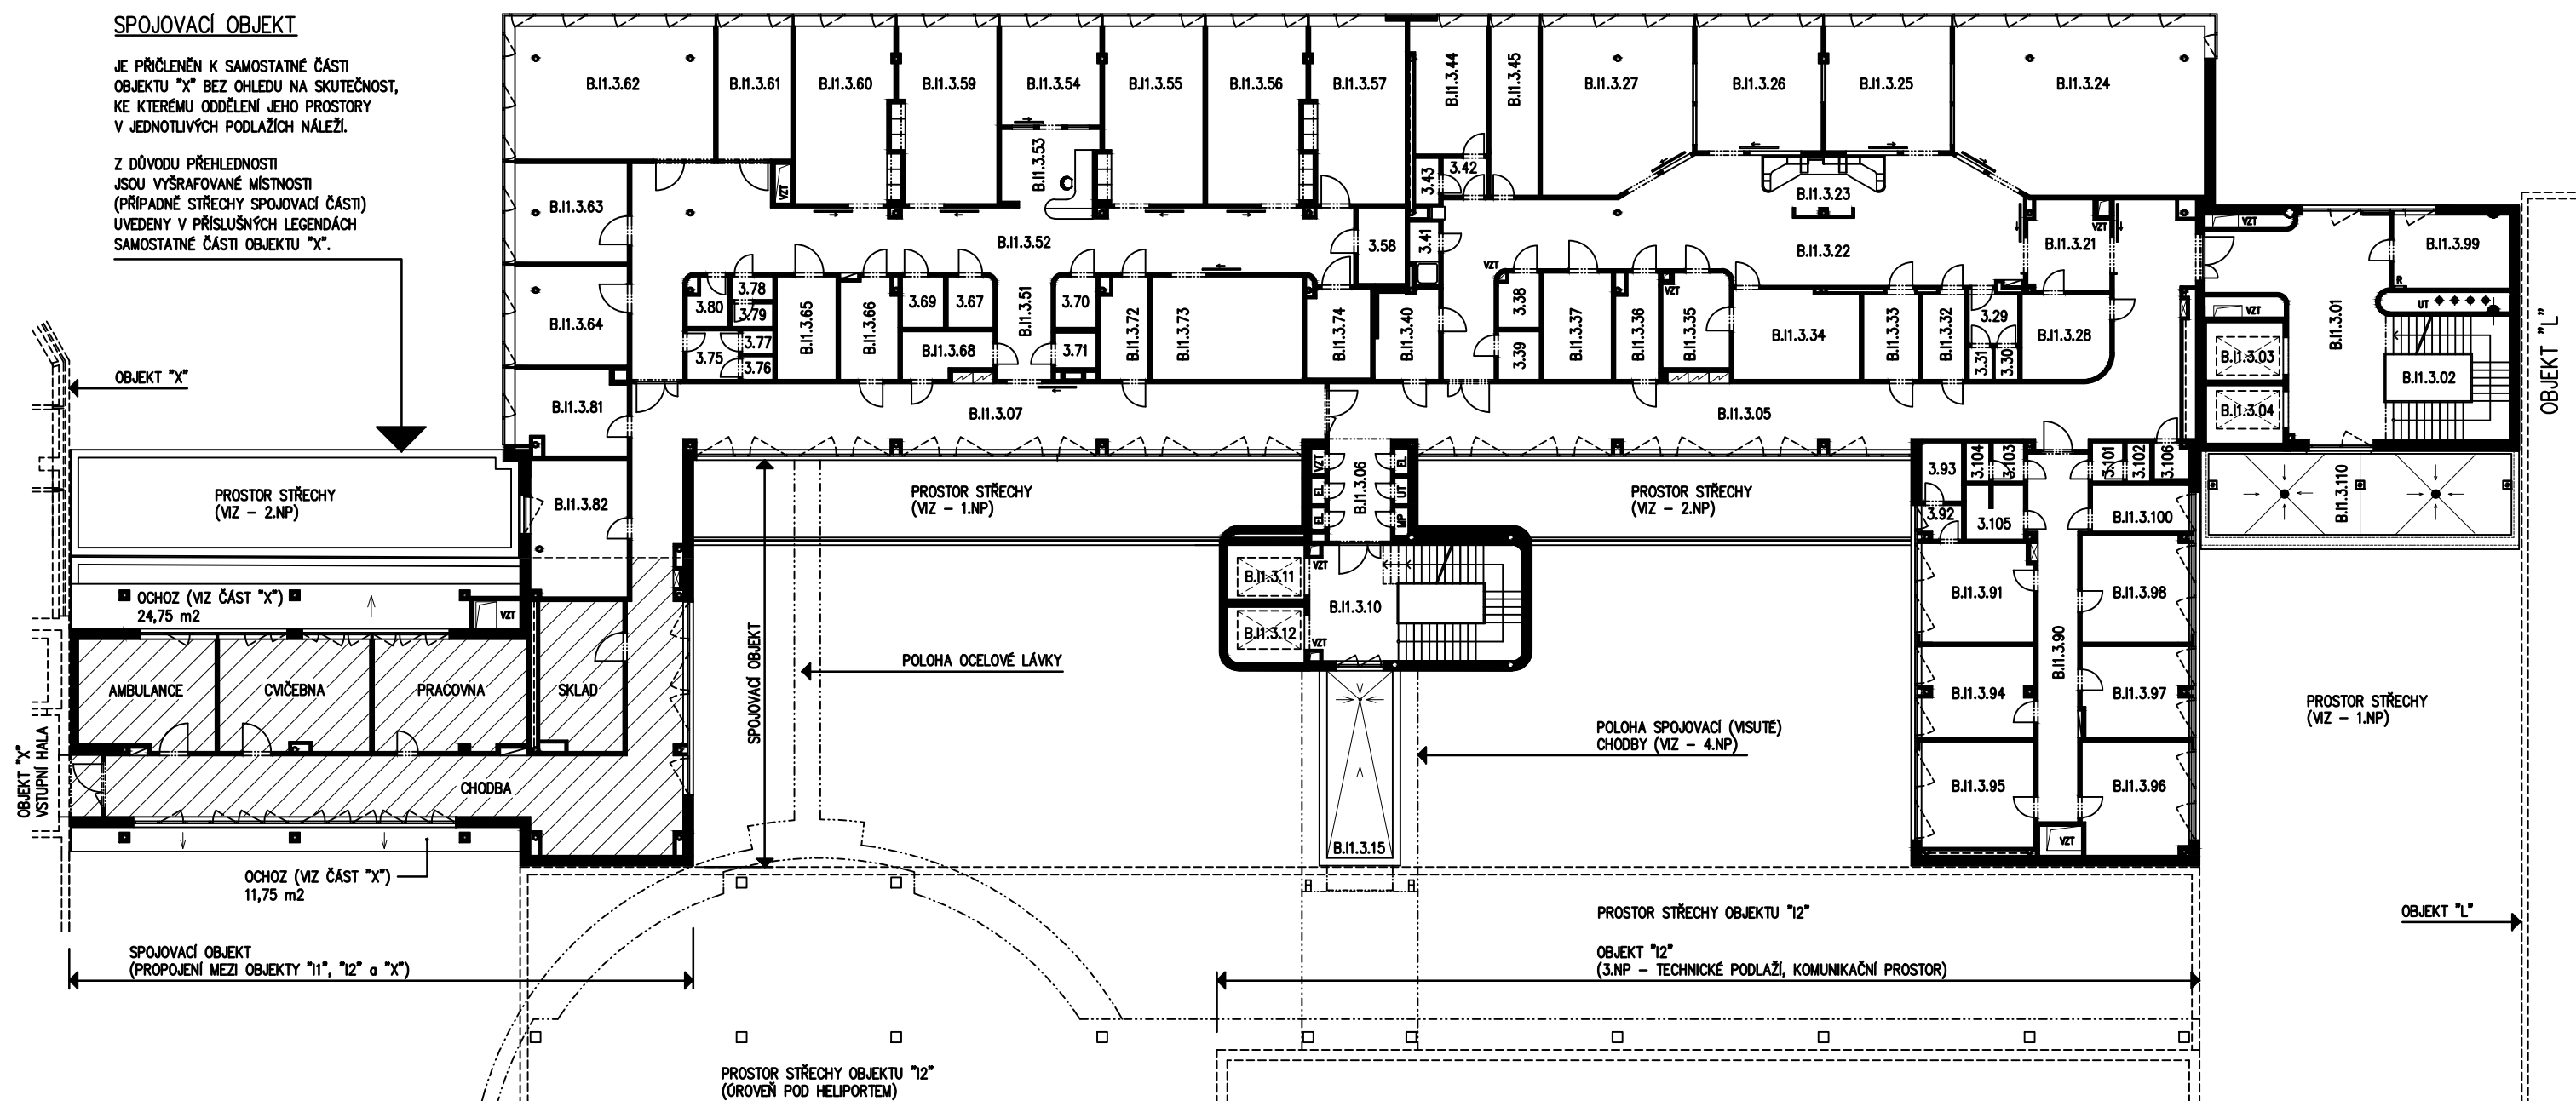 SPOJOVACÍ OBJEKT
JE PŘIČLENĚN K SAMOSTATNÉ ČÁSTI
OBJEKTU "X" BEZ OHLEDU NA SKUTEČNOST,
KE KTERÉMU ODDĚLENÍ JEHO PROSTORY
V JEDNOTLIVÝCH PODLAŽÍCH NÁLEŽÍ.
Z DŮVODU PŘEHLEDNOSTI
JSOU VYŠRAFOVANÉ MÍSTNOSTI
(PŘÍPADNĚ STŘECHY SPOJOVACÍ ČÁSTI)
UVEDENY V PŘÍSLUŠNÝCH LEGENDÁCH
SAMOSTATNÉ ČÁSTI OBJEKTU "X".
B.I1.3.62
B.I1.3.61
B.I1.3.60
B.I1.3.59
B.I1.3.54
B.I1.3.55
B.I1.3.56
B.I1.3.57
B.I1.3.44
B.I1.3.45
B.I1.3.27
B.I1.3.26
B.I1.3.25
B.I1.3.24
B.I1.3.53
3.43
3.42
VZT
B.I1.3.23
B.I1.3.63
B.I1.3.52
3.58
3.41
B.I1.3.22
VZT
B.I1.3.21
VZT
VZT
B.I1.3.99
R
B.I1.3.64
3.80
3.78
3.79
3.77
3.75
3.76
B.I1.3.65
B.I1.3.66
3.69
3.67
B.I1.3.68
B.I1.3.51
3.70
3.71
B.I1.3.72
B.I1.3.73
B.I1.3.74
B.I1.3.40
3.38
3.39
B.I1.3.37
B.I1.3.36
VZT
B.I1.3.35
B.I1.3.34
B.I1.3.33
B.I1.3.32
3.29
3.31
3.30
B.I1.3.28
VZT
B.I1.3.01
UT
B.I1.3.03
B.I1.3.04
B.I1.3.02
OBJEKT "L"
OBJEKT "X"
B.I1.3.81
B.I1.3.07
B.I1.3.05
B.I1.3.82
PROSTOR STŘECHY
(VIZ – 2.NP)
PROSTOR STŘECHY
(VIZ – 1.NP)
VZT
EL
EL
B.I1.3.06
EL
UT
MP
PROSTOR STŘECHY
(VIZ – 2.NP)
3.93
3.104
3.103
3.101
3.102
3.106
3.92
3.105
B.I1.3.100
B.I1.3.110
OCHOZ (VIZ ČÁST "X")
24,75 m2
VZT
B.I1.3.11
B.I1.3.12
VZT
VZT
B.I1.3.10
B.I1.3.91
B.I1.3.98
B.I1.3.90
B.I1.3.94
B.I1.3.97
B.I1.3.95
B.I1.3.96
VZT
AMBULANCE
CVIČEBNA
PRACOVNA
SKLAD
SPOJOVACÍ OBJEKT
POLOHA OCELOVÉ LÁVKY
POLOHA SPOJOVACÍ (VISUTÉ)
CHODBY (VIZ – 4.NP)
PROSTOR STŘECHY
(VIZ – 1.NP)
OBJEKT "X"
VSTUPNÍ HALA
CHODBA
B.I1.3.15
OCHOZ (VIZ ČÁST "X")
11,75 m2
PROSTOR STŘECHY OBJEKTU "I2"
OBJEKT "L"
SPOJOVACÍ OBJEKT
(PROPOJENÍ MEZI OBJEKTY "I1", "I2" a "X")
OBJEKT "I2"
(3.NP – TECHNICKÉ PODLAŽÍ, KOMUNIKAČNÍ PROSTOR)
PROSTOR STŘECHY OBJEKTU "I2"
(ÚROVEŇ POD HELIPORTEM)